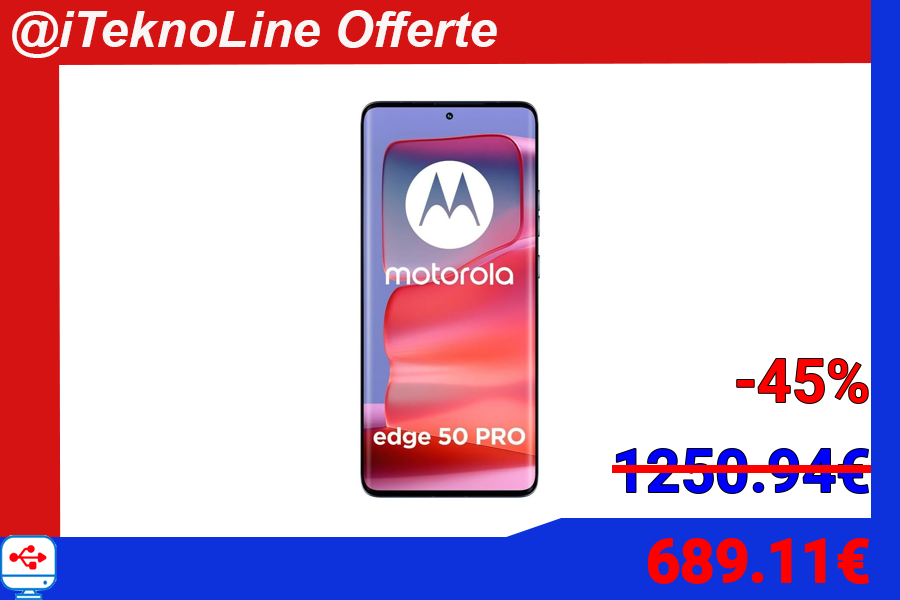 @iTeknoLine Offerte
motorola
edge 50 PRO
-45%
1250.94€
689.11€